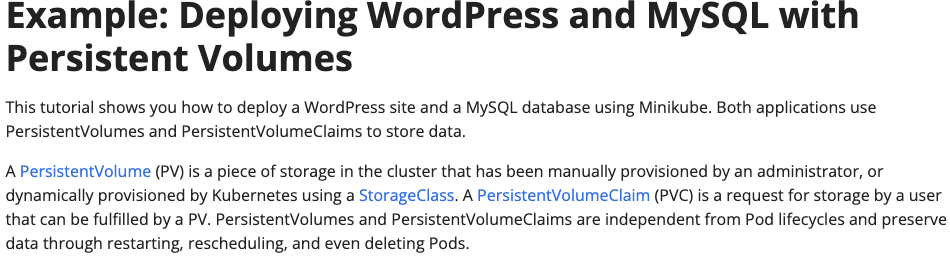 Example: Deploying WordPress and MySQL with
Persistent Volumes
This tutorial shows you how to deploy a WordPress site and a MySQL database using Minikube. Both applications use
PersistentVolumes and PersistentVolumeClaims to store data.
A PersistentVolume (PV) is a piece of storage in the cluster that has been manually provisioned by an administrator, or
dynamically provisioned by Kubernetes using a StorageClass. A PersistentVolumeClaim (PVC) is a request for storage by a user
that can be fulfilled by a PV. PersistentVolumes and PersistentVolumeClaims are independent from Pod lifecycles and preserve
data through restarting, rescheduling, and even deleting Pods.